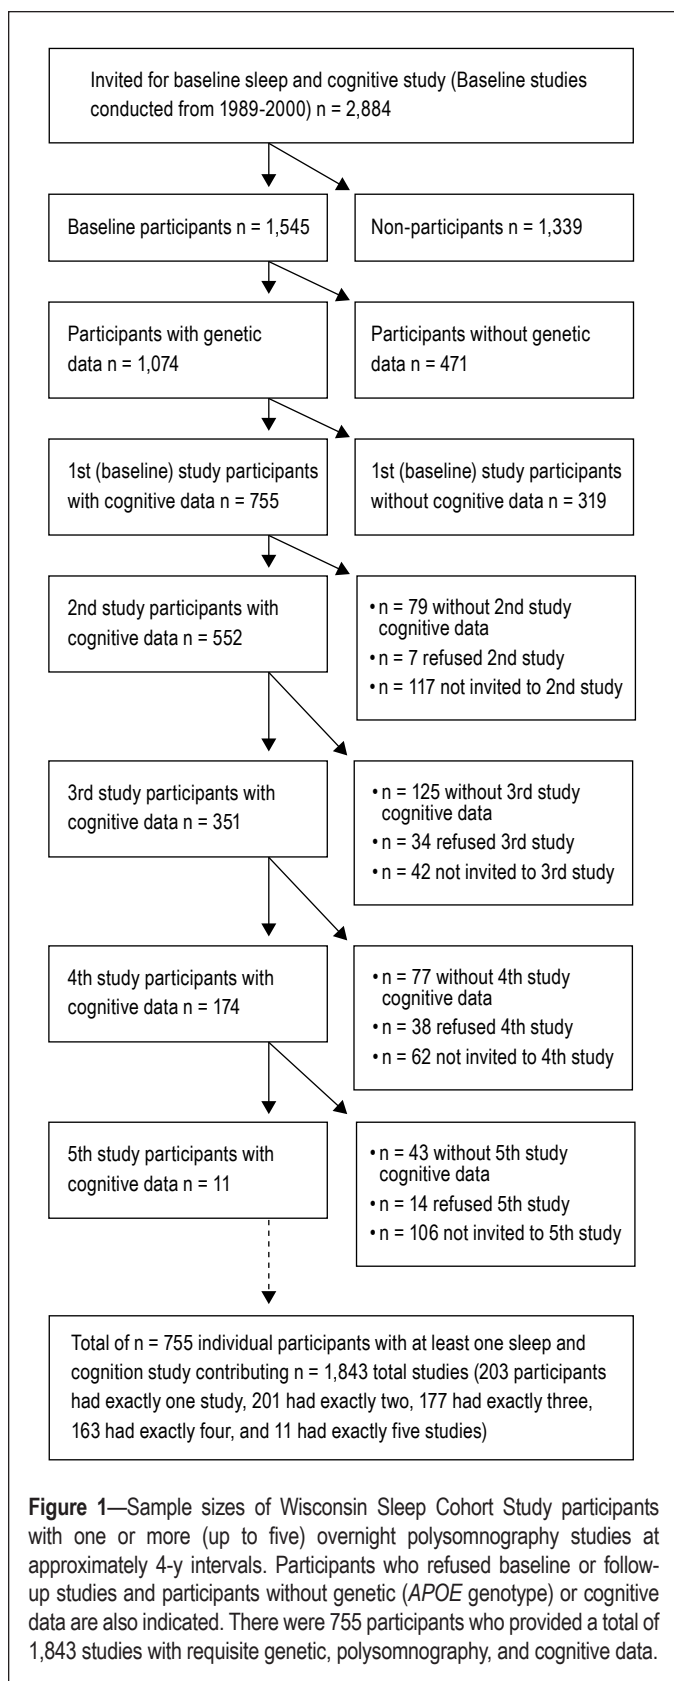 Invited for baseline sleep and cognitive study (Baseline studies
conducted from 1989-2000) n = 2,884
Baseline participants n = 1,545
Non-participants n = 1,339
Participants with genetic
data n = 1,074
Participants without genetic
data n = 471
1st (baseline) study participants
with cognitive data n = 755
1st (baseline) study participants
without cognitive data n = 319
2nd study participants with
cognitive data n = 552
• n = 79 without 2nd study
cognitive data
• n = 7 refused 2nd study
• n = 117 not invited to 2nd study
3rd study participants with
cognitive data n = 351
• n = 125 without 3rd study
cognitive data
• n = 34 refused 3rd study
• n = 42 not invited to 3rd study
4th study participants with
cognitive data n = 174
• n = 77 without 4th study
cognitive data
• n = 38 refused 4th study
• n = 62 not invited to 4th study
5th study participants with
cognitive data n = 11
• n = 43 without 5th study
cognitive data
• n = 14 refused 5th study
• n = 106 not invited to 5th study
Total of n = 755 individual participants with at least one sleep and
cognition study contributing n = 1,843 total studies (203 participants
had exactly one study, 201 had exactly two, 177 had exactly three,
163 had exactly four, and 11 had exactly five studies)
Figure 1—Sample sizes of Wisconsin Sleep Cohort Study participants
with one or more (up to five) overnight polysomnography studies at
approximately 4-y intervals. Participants who refused baseline or follow-
up studies and participants without genetic (APOE genotype) or cognitive
data are also indicated. There were 755 participants who provided a total of
1,843 studies with requisite genetic, polysomnography, and cognitive data.